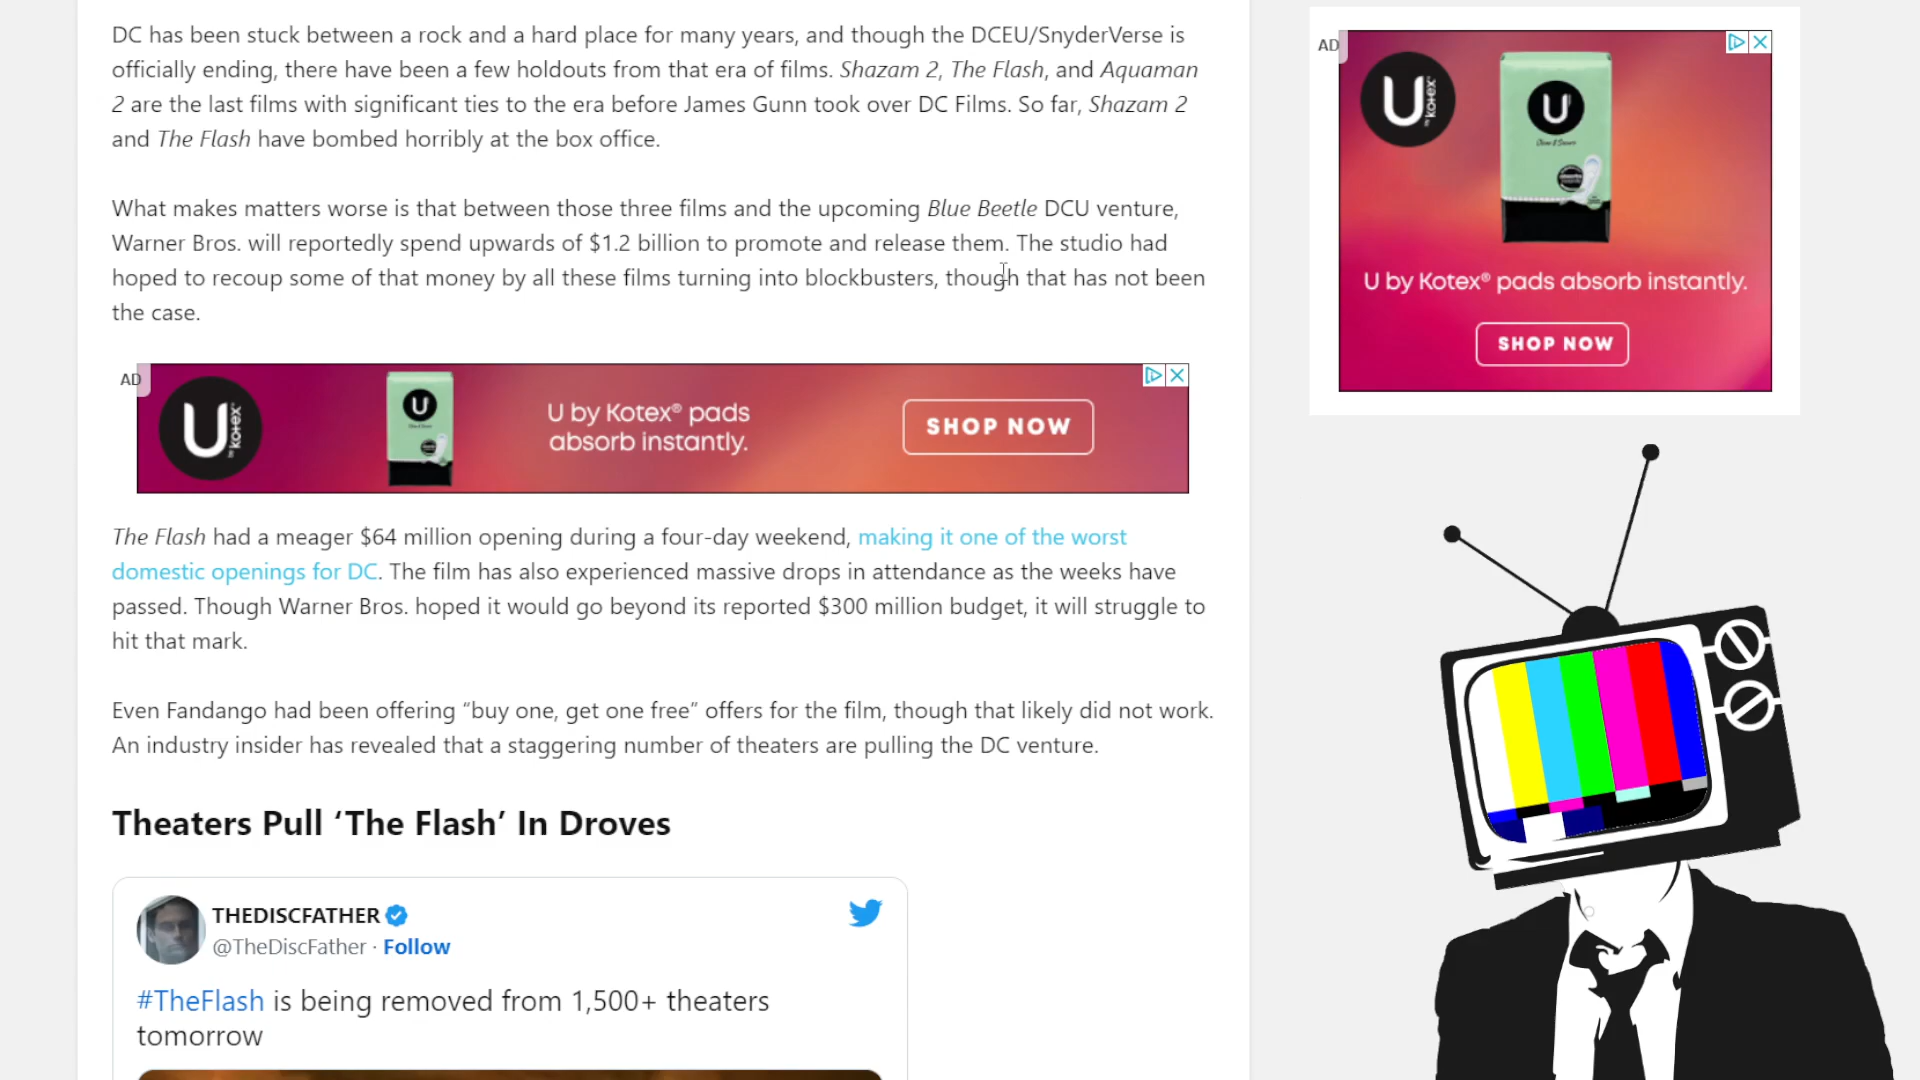 DC has been stuck between a rock and a hard place for many years, and though the DCEU/SnyderVerse is
officially ending, there have been a few holdouts from that era of films. Shazam 2, The Flash, and Aquaman
2 are the last films with significant ties to the era before James Gunn took over DC Films. So far, Shazam 2
and The Flash have bombed horribly at the box office.
What makes matters worse is that between those three films and the upcoming Blue Beetle DCU venture,
Warner Bros. will reportedly spend upwards of $1.2 billion to promote and release them. The studio had
hoped to recoup some of that money by all these films turning into blockbusters, though that has not been
the case.
AD
U by kotex
U
U by Kotex® pads
absorb instantly.
SHOP NOW
The Flash had a meager $64 million opening during a four-day weekend, making it one of the worst
domestic openings for DC. The film has also experienced massive drops in attendance as the weeks have
passed. Though Warner Bros. hoped it would go beyond its reported $300 million budget, it will struggle to
hit that mark.
Even Fandango had been offering “buy one, get one free” offers for the film, though that likely did not work.
An industry insider has revealed that a staggering number of theaters are pulling the DC venture.
Theaters Pull ‘The Flash’ In Droves
THEDISCFATHER
@TheDiscFather · Follow
#TheFlash is being removed from 1,500+ theaters
tomorrow
AD
U by kotex
U
U by Kotex® pads absorb instantly.
SHOP NOW